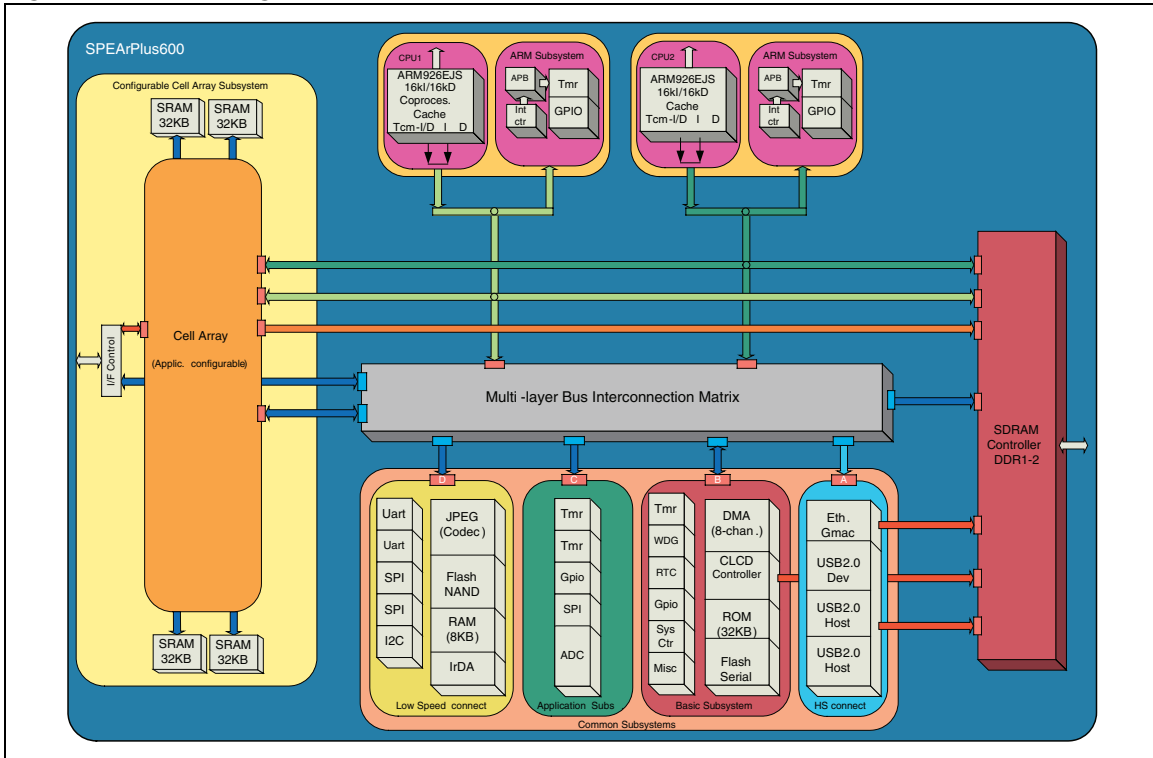 SPEArPlus600
Configurable Cell Array Subsystem
SRAM
32KB
SRAM
32KB
Cell Array
(Applic. configurable)
I/F Control
SRAM
32KB
SRAM
32KB
CPU1
ARM926EJS
16kI/16kD
Coproces.
Cache
Tcm-I/D I D
ARM Subsystem
APB
Tmr
Int
ctr
GPIO
CPU2
ARM926EJS
16kI/16kD
Cache
Tcm-I/D I D
ARM Subsystem
APB
Tmr
Int
ctr
GPIO
Multi -layer Bus Interconnection Matrix
SDRAM
Controller
DDR1-2
D
Uart
Uart
SPI
SPI
I2C
JPEG
(Codec)
Flash
NAND
RAM
(8KB)
IrDA
Low Speed connect
C
Tmr
Tmr
Gpio
SPI
ADC
Application Subs
B
Tmr
WDG
RTC
Gpio
Sys
Ctr
Misc
DMA
(8-chan.)
CLCD
Controller
ROM
(32KB)
Flash
Serial
Basic Subsystem
A
Eth.
Gmac
USB2.0
Dev
USB2.0
Host
USB2.0
Host
HS connect
Common Subsystems